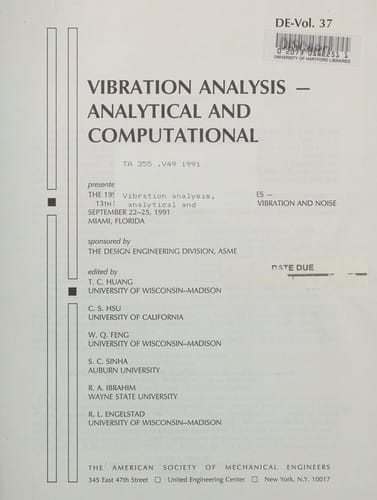 DE-Vol. 37
UNIVERSITY OF HARTFORD LIBRARIES
VIBRATION ANALYSIS —
ANALYTICAL AND
COMPUTATIONAL
TA 355 .V49 1991
presente
THE 199 Vibration analysis, ES —
13TH analytical and VIBRATION AND NOISE
SEPTEMBER 22–25, 1991
MIAMI, FLORIDA
sponsored by
THE DESIGN ENGINEERING DIVISION, ASME
DATE DUE
edited by
T. C. HUANG
UNIVERSITY OF WISCONSIN–MADISON
C. S. HSU
UNIVERSITY OF CALIFORNIA
W. Q. FENG
UNIVERSITY OF WISCONSIN–MADISON
S. C. SINHA
AUBURN UNIVERSITY
R. A. IBRAHIM
WAYNE STATE UNIVERSITY
R. L. ENGELSTAD
UNIVERSITY OF WISCONSIN–MADISON
THE AMERICAN SOCIETY OF MECHANICAL ENGINEERS
345 East 47th Street □ United Engineering Center □ New York, N.Y. 10017